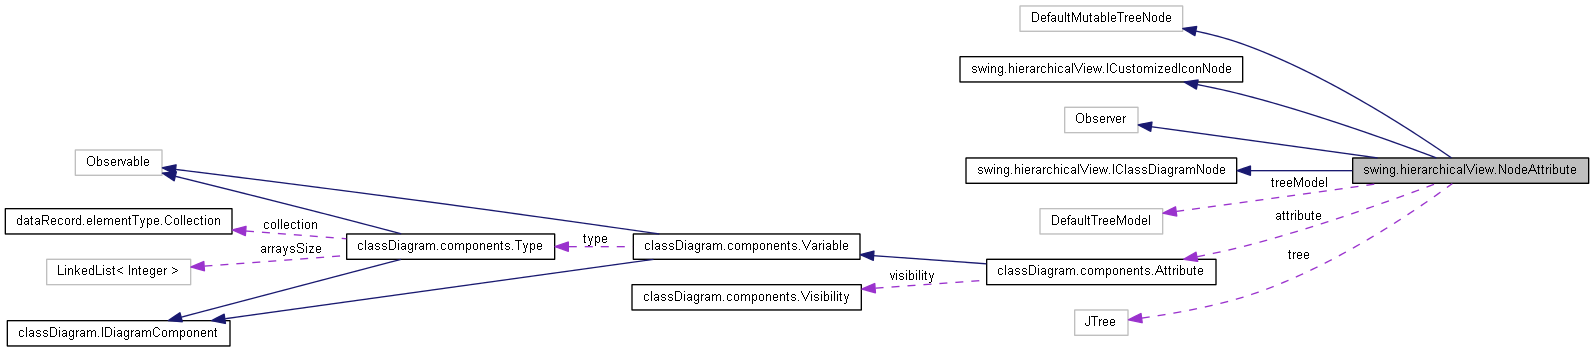 DefaultMutableTreeNode
swing.hierarchicalView.ICustomizedIconNode
Observer
Observable
swing.hierarchicalView.IClassDiagramNode
swing.hierarchicalView.NodeAttribute
treeModel
dataRecord.elementType.Collection
collection
DefaultTreeModel
attribute
arraysSize
classDiagram.components.Type
type
classDiagram.components.Variable
tree
LinkedList< Integer >
classDiagram.components.Attribute
visibility
classDiagram.components.Visibility
JTree
classDiagram.IDiagramComponent